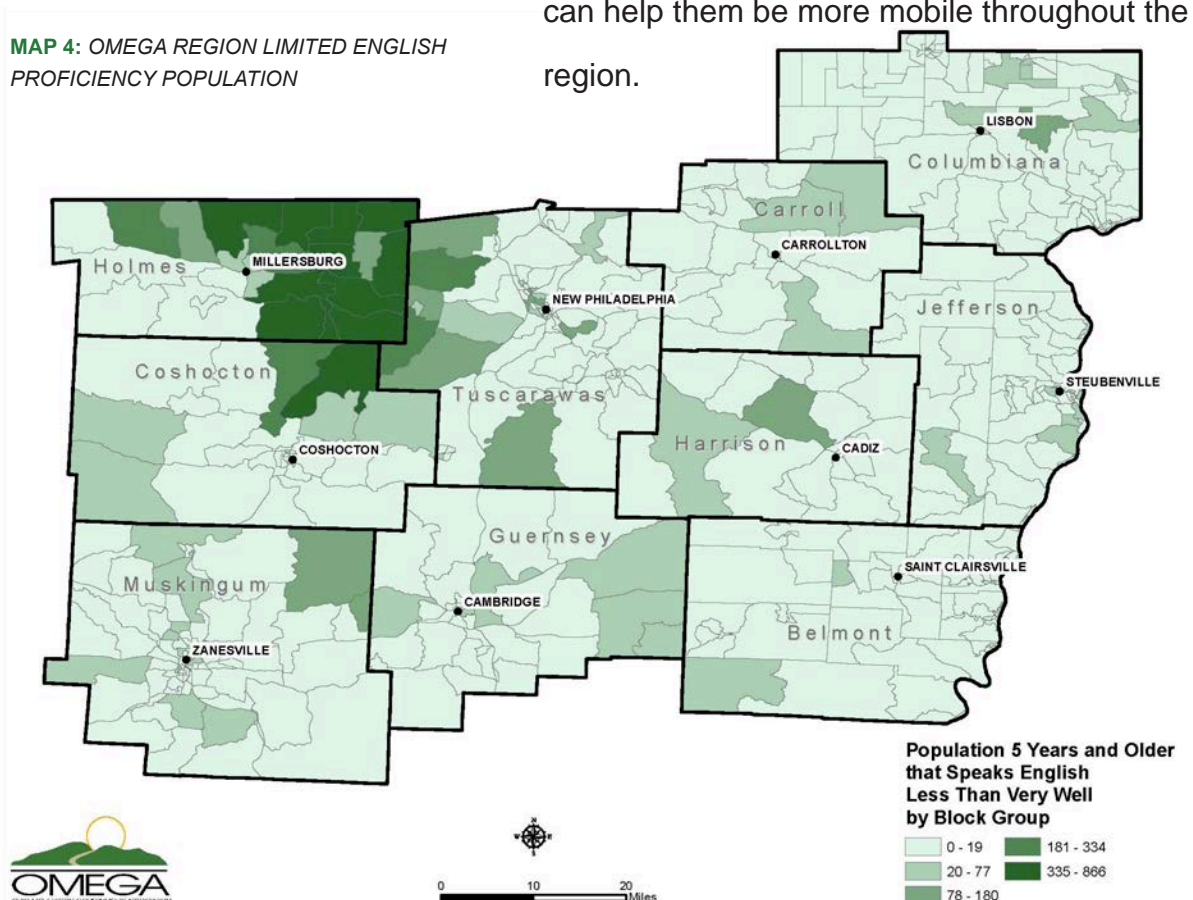 can help them be more mobile throughout the
region.
MAP 4: OMEGA REGION LIMITED ENGLISH
PROFICIENCY POPULATION
LISBON
Columbiana
Carroll
CARROLLTON
Holmes
MILLERSBURG
NEW PHILADELPHIA
Jefferson
Coshocton
STEUBENVILLE
Tuscarawas
COSHOCTON
Harrison
CADIZ
Guernsey
SAINT CLAIRSVILLE
Muskingum
CAMBRIDGE
Belmont
ZANESVILLE
Population 5 Years and Older
that Speaks English
Less Than Very Well
by Block Group
0 - 19
181 - 334
20 - 77
335 - 866
78 - 180
N
W E
S
0 10 20
Miles
OMEGA